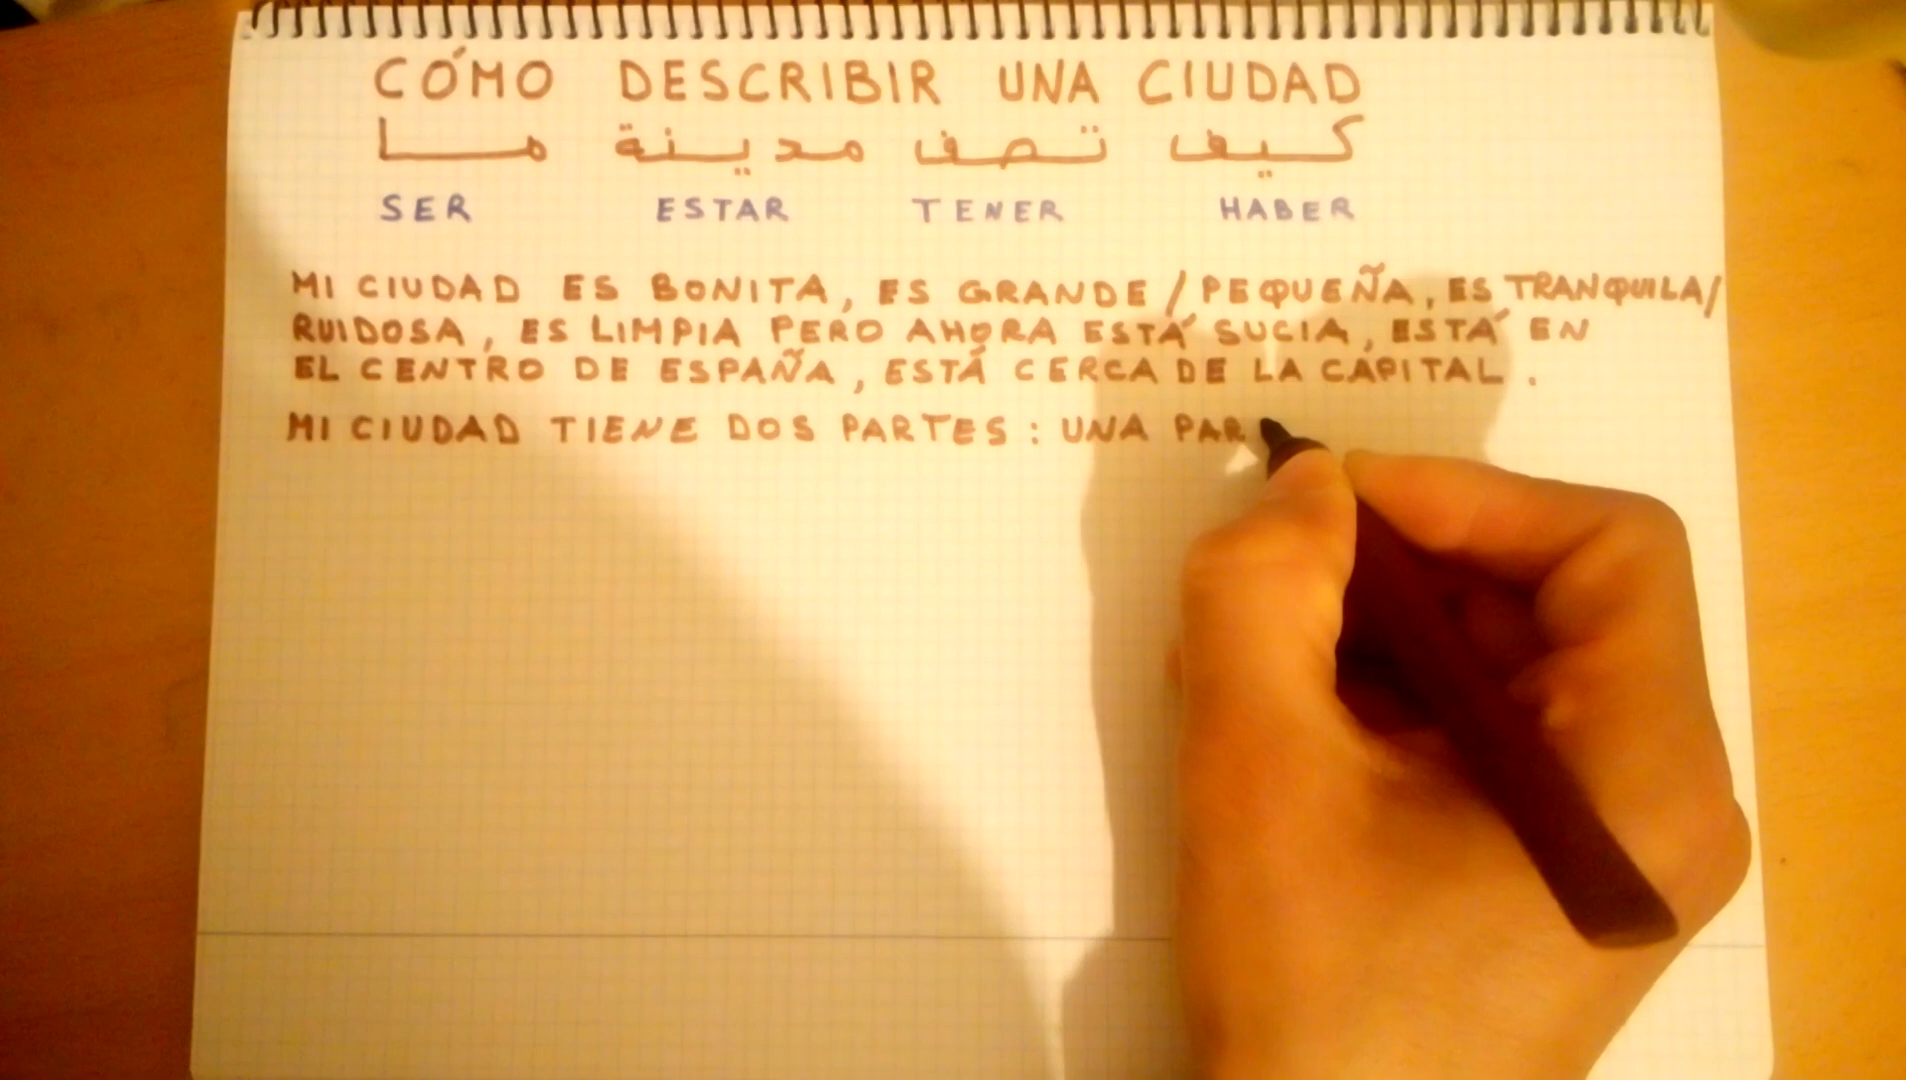 CÓMO DESCRIBIR UNA CIUDAD
كيف تصف مدينة ما
SER ESTAR TENER HABER
MI CIUDAD ES BONITA, ES GRANDE/PEQUEÑA, ES TRANQUILA/
RUIDOSA, ES LIMPIA PERO AHORA ESTÁ SUCIA, ESTÁ EN
EL CENTRO DE ESPAÑA, ESTÁ CERCA DE LA CAPITAL.
MI CIUDAD TIENE DOS PARTES: UNA PAR